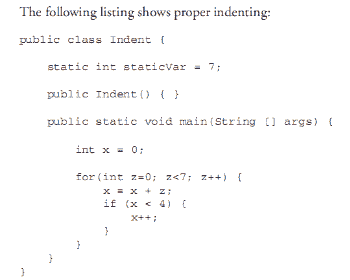 The following listing shows proper indenting:
public class Indent {
static int staticVar = 7;
public Indent() { }
public static void main(String [] args) {
int x = 0;
for(int z=0; z<7; z++) {
x = x + z;
if (x < 4) {
x++;
}
}
}
}